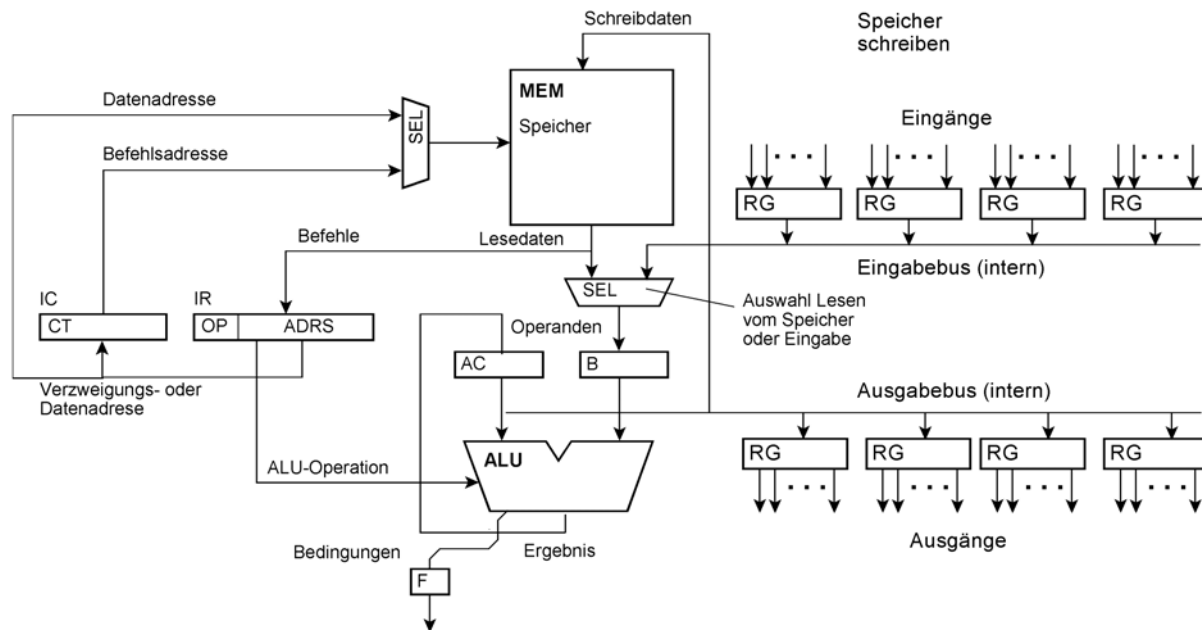 Schreibdaten
Speicher
schreiben
Datenadresse
SEL
MEM
Speicher
Eingänge
Befehlsadresse
RG
RG
RG
RG
Befehle
Lesedaten
Eingabebus (intern)
SEL
Auswahl Lesen
vom Speicher
oder Eingabe
IC
IR
CT
OP
ADRS
Operanden
AC
B
Verzweigungs- oder
Datenadrese
Ausgabebus (intern)
RG
RG
RG
RG
ALU
ALU-Operation
Ausgänge
Bedingungen
Ergebnis
F